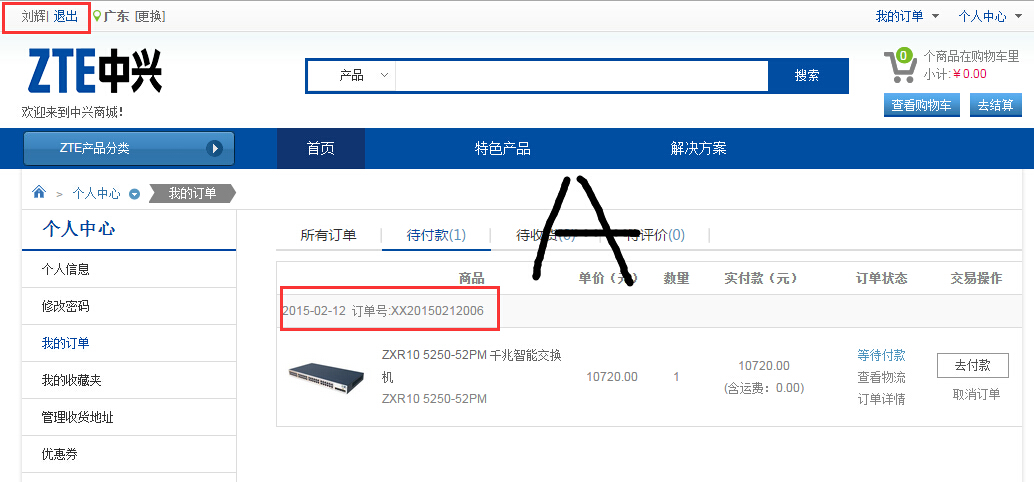 刘辉| 退出 广东 [更换] 我的订单 个人中心
ZTE中兴
欢迎来到中兴商城!
产品 搜索
0 个商品在购物车里
小计:￥0.00
查看购物车 去结算
ZTE产品分类 首页 特色产品 解决方案
> 个人中心 我的订单
个人中心
个人信息
修改密码
我的订单
我的收藏夹
管理收货地址
优惠券
所有订单 待付款(1) 待收货(0) 待评价(0)
A
商品 单价（元） 数量 实付款（元） 订单状态 交易操作
2015-02-12 订单号:XX20150212006
ZXR10 5250-52PM 千兆智能交换
机
ZXR10 5250-52PM
10720.00 1 10720.00
(含运费：0.00)
等待付款
查看物流
订单详情
去付款
取消订单